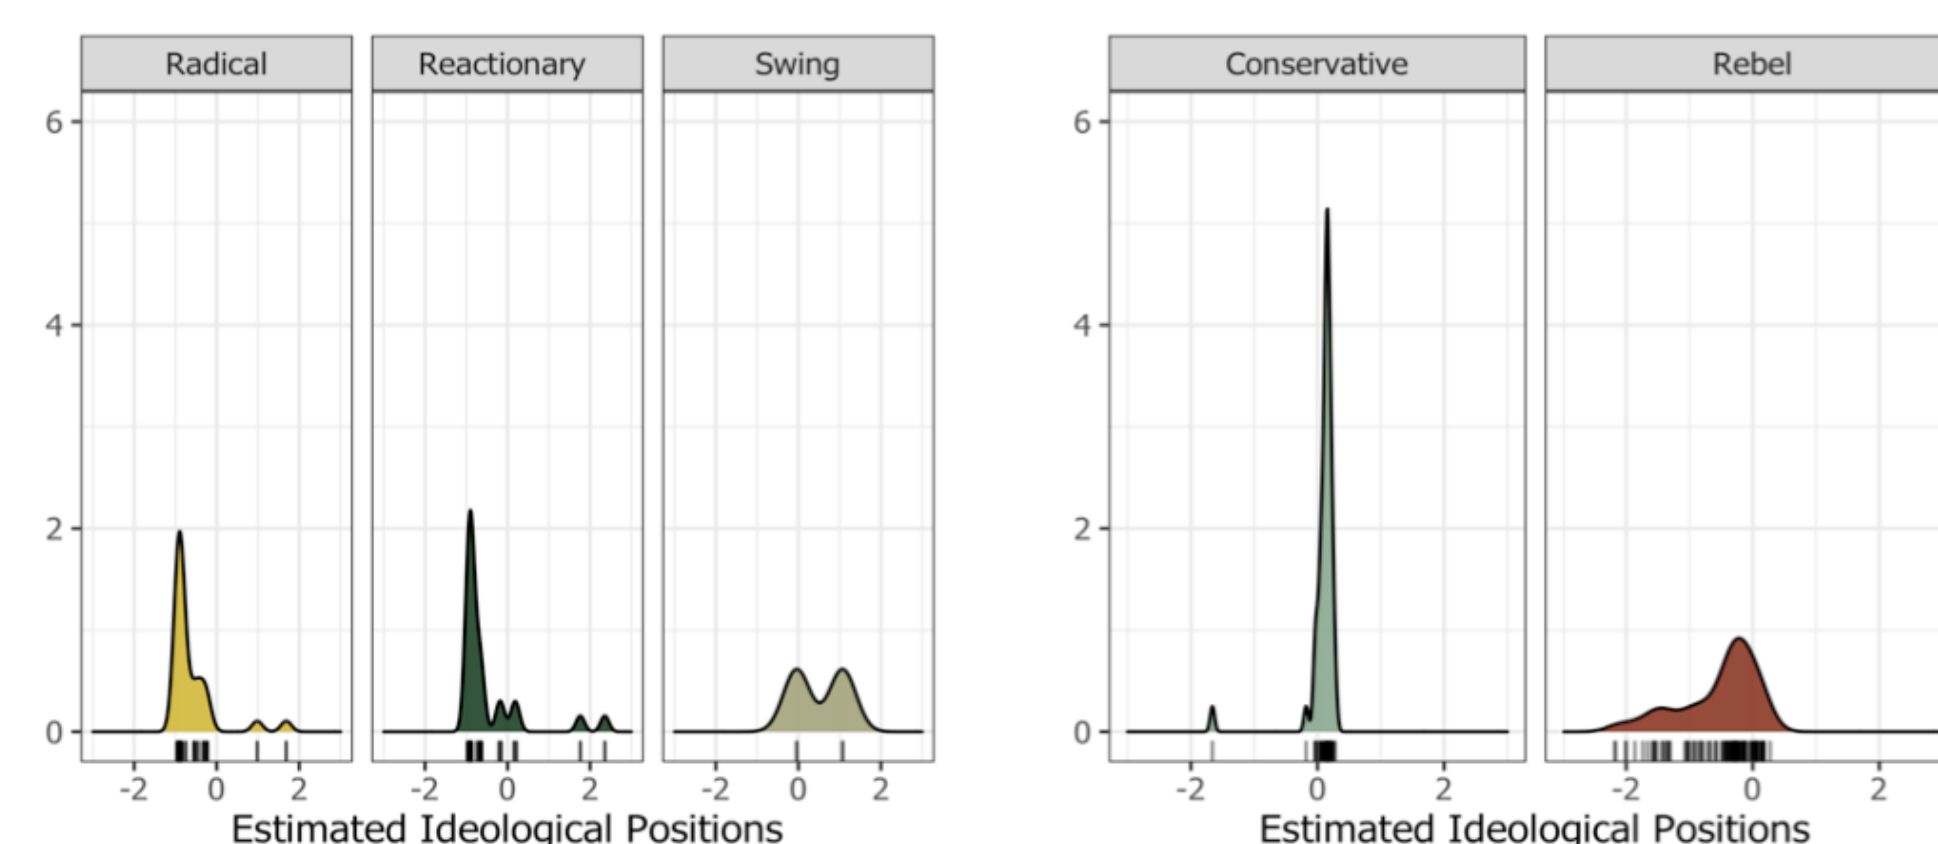 Radical Reactionary Swing Conservative Rebel
6 6
4 4
2 2
0 0
-2 0 2 -2 0 2 -2 0 2 -2 0 2 -2 0 2
Estimated Ideological Positions Estimated Ideological Positions